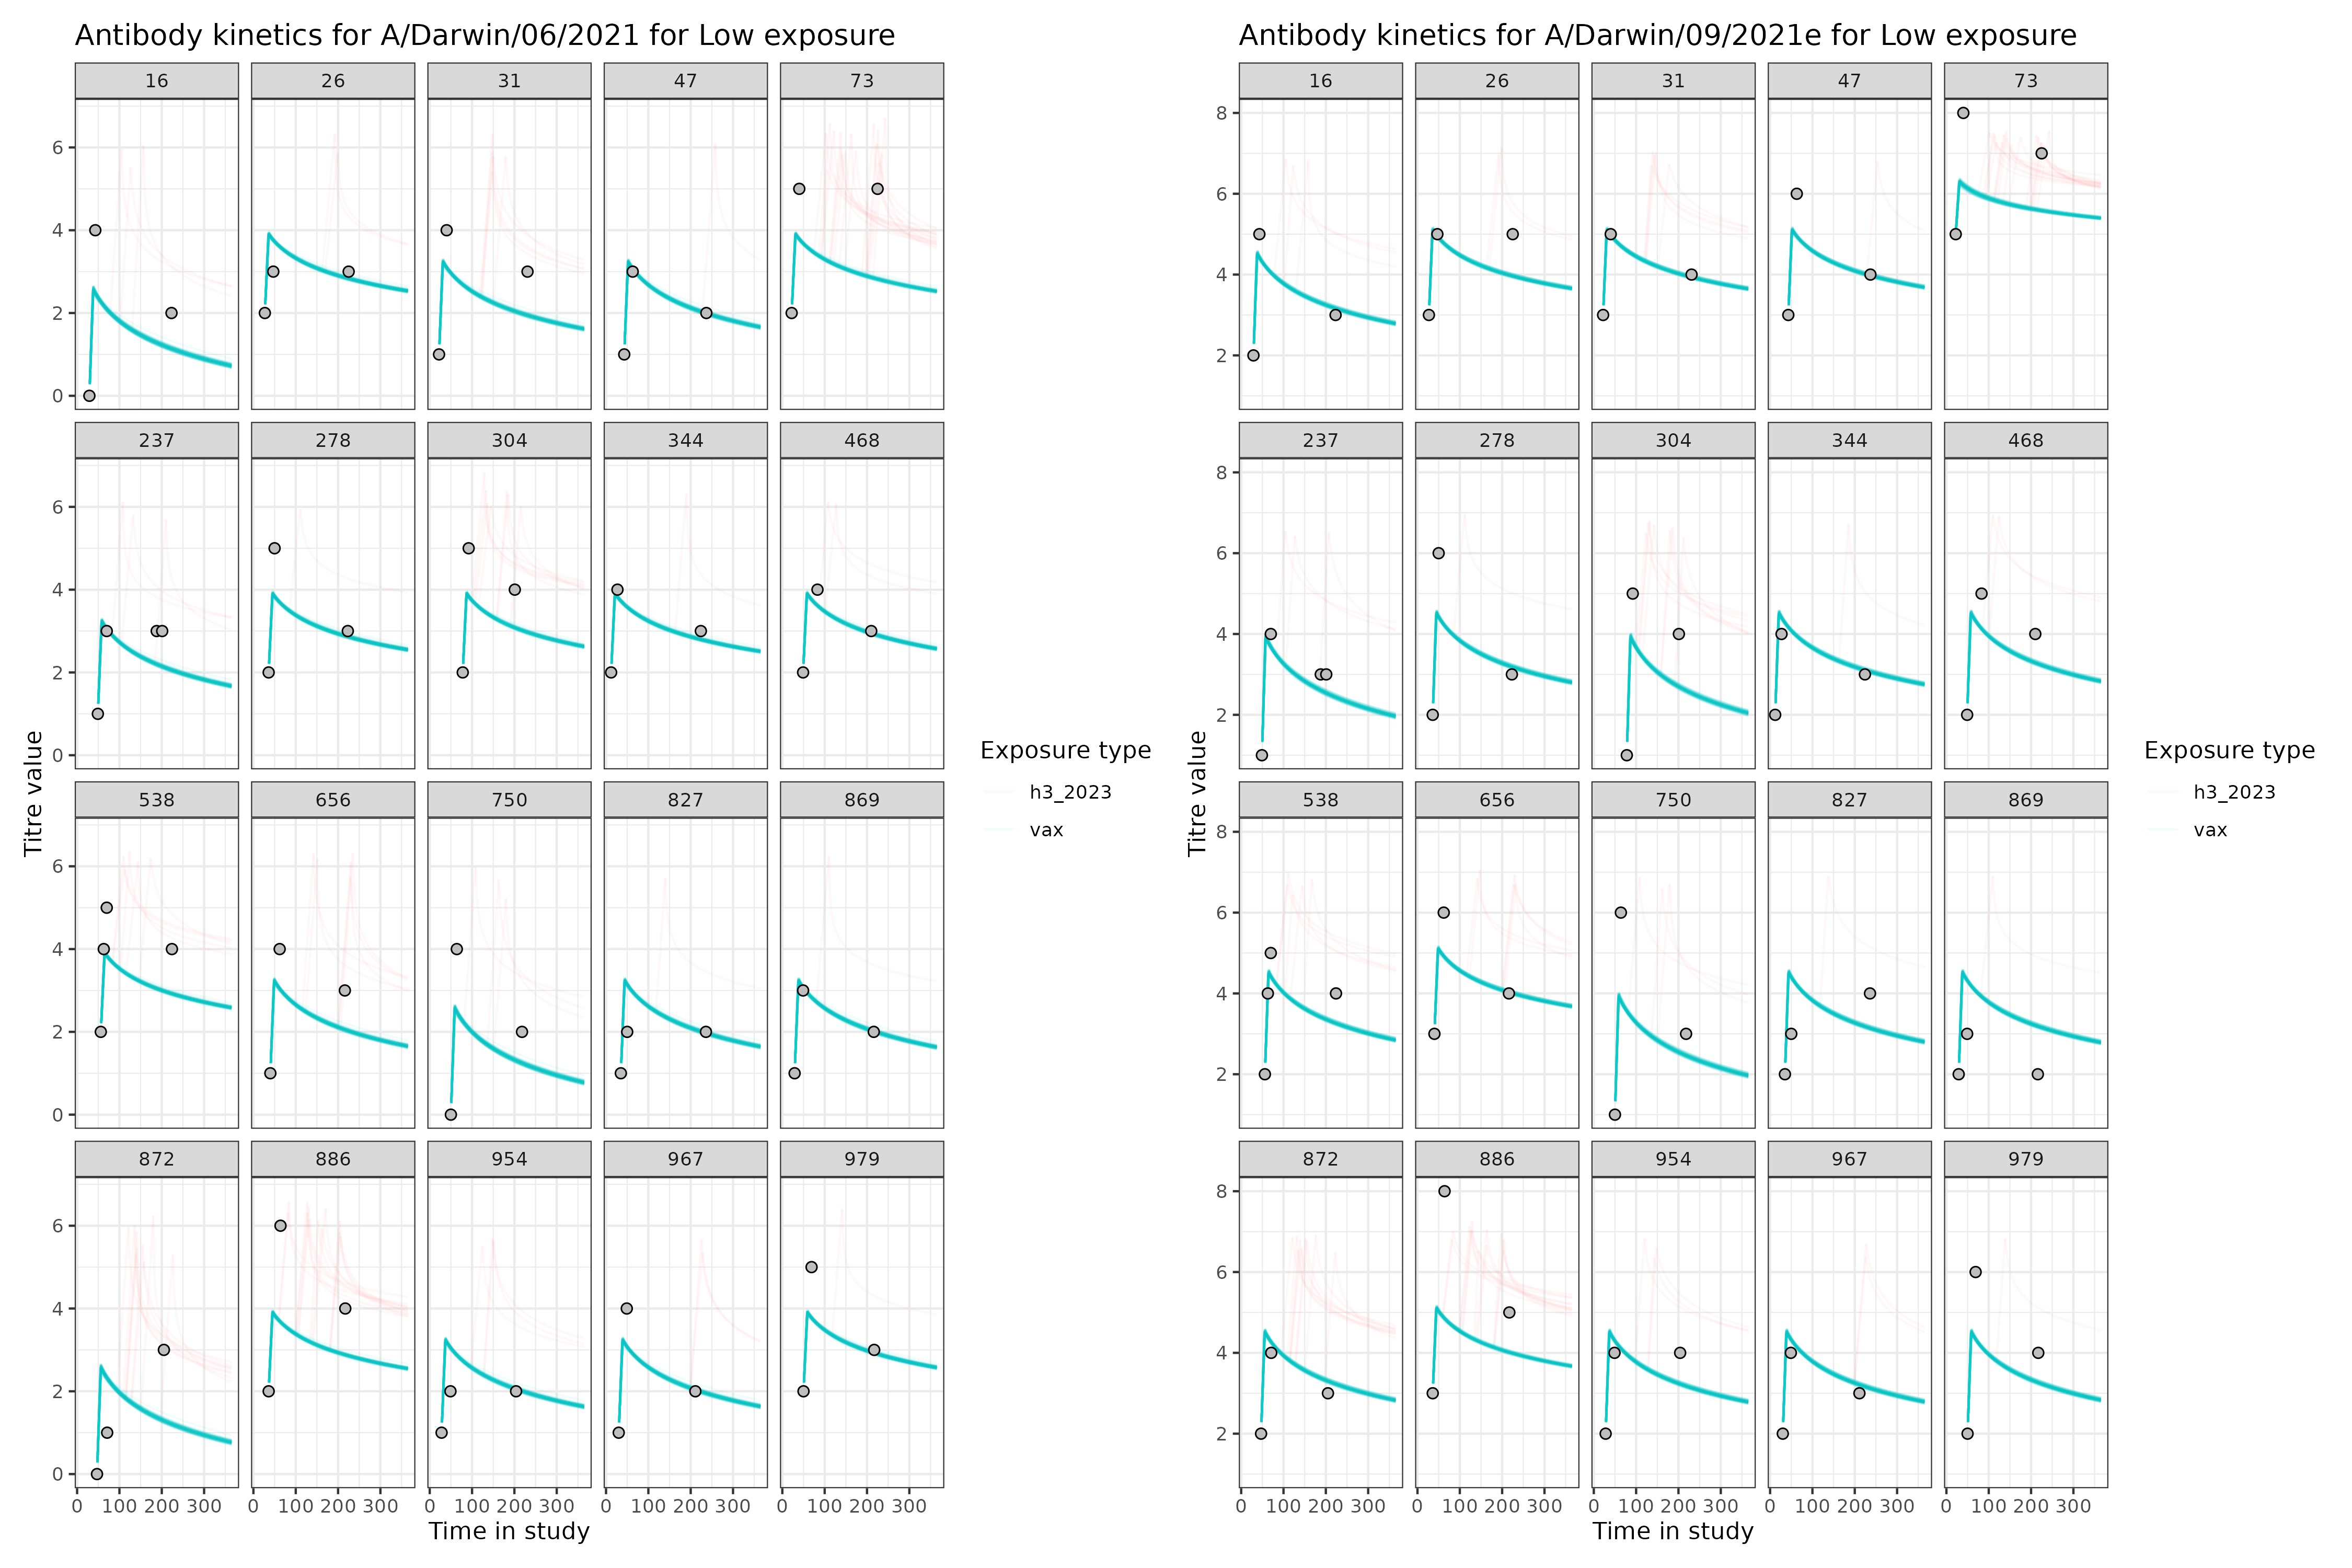 Antibody kinetics for A/Darwin/06/2021 for Low exposure
16 26 31 47 73
6
4
2
0
237 278 304 344 468
6
4
2
0
538 656 750 827 869
6
4
2
0
872 886 954 967 979
6
4
2
0
0 100 200 300 0 100 200 300 0 100 200 300 0 100 200 300 0 100 200 300
Time in study
Titre value
Exposure type
h3_2023
vax
Antibody kinetics for A/Darwin/09/2021e for Low exposure
16 26 31 47 73
8
6
4
2
237 278 304 344 468
8
6
4
2
538 656 750 827 869
8
6
4
2
872 886 954 967 979
8
6
4
2
0 100 200 300 0 100 200 300 0 100 200 300 0 100 200 300 0 100 200 300
Time in study
Titre value
Exposure type
h3_2023
vax